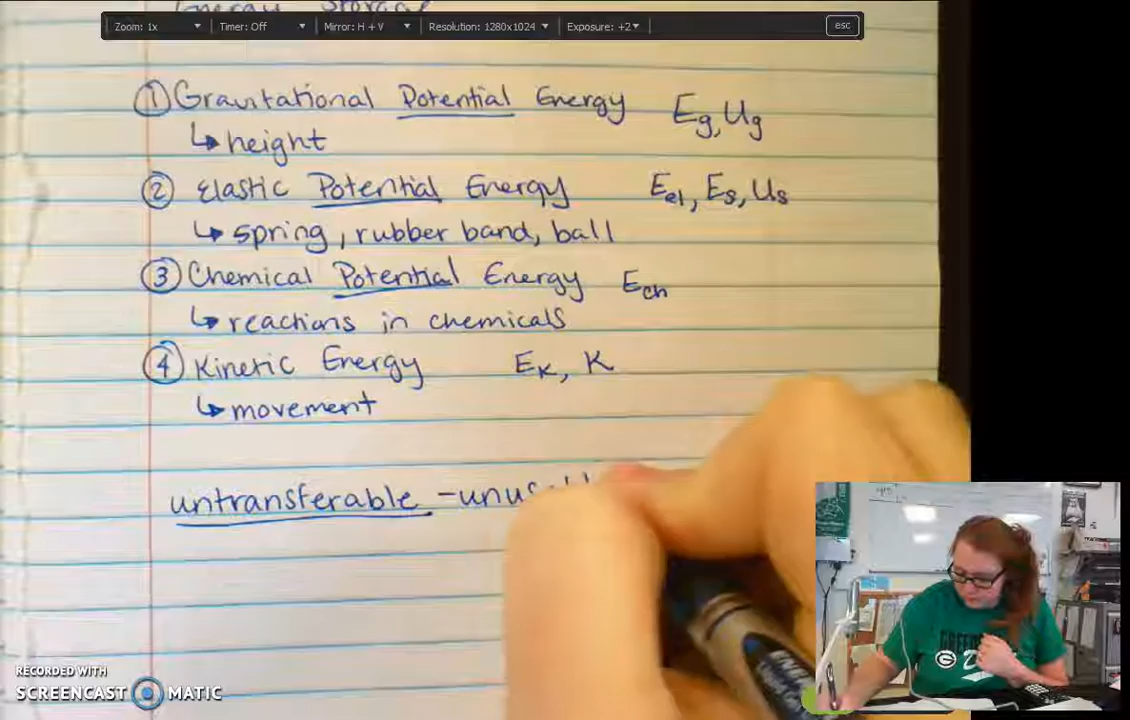 Energy Storage
Zoom: 1x Timer: Off Mirror: H + V Resolution: 1280x1024 Exposure: +2 esc
① Gravitational Potential Energy Eg, Ug
↳ height
② Elastic Potential Energy Eel, Es, Us
↳ spring, rubber band, ball
③ Chemical Potential Energy Ech
↳ reactions in chemicals
④ Kinetic Energy EK, K
↳ movement
untransferable -
RECORDED WITH
SCREENCAST MATIC
G